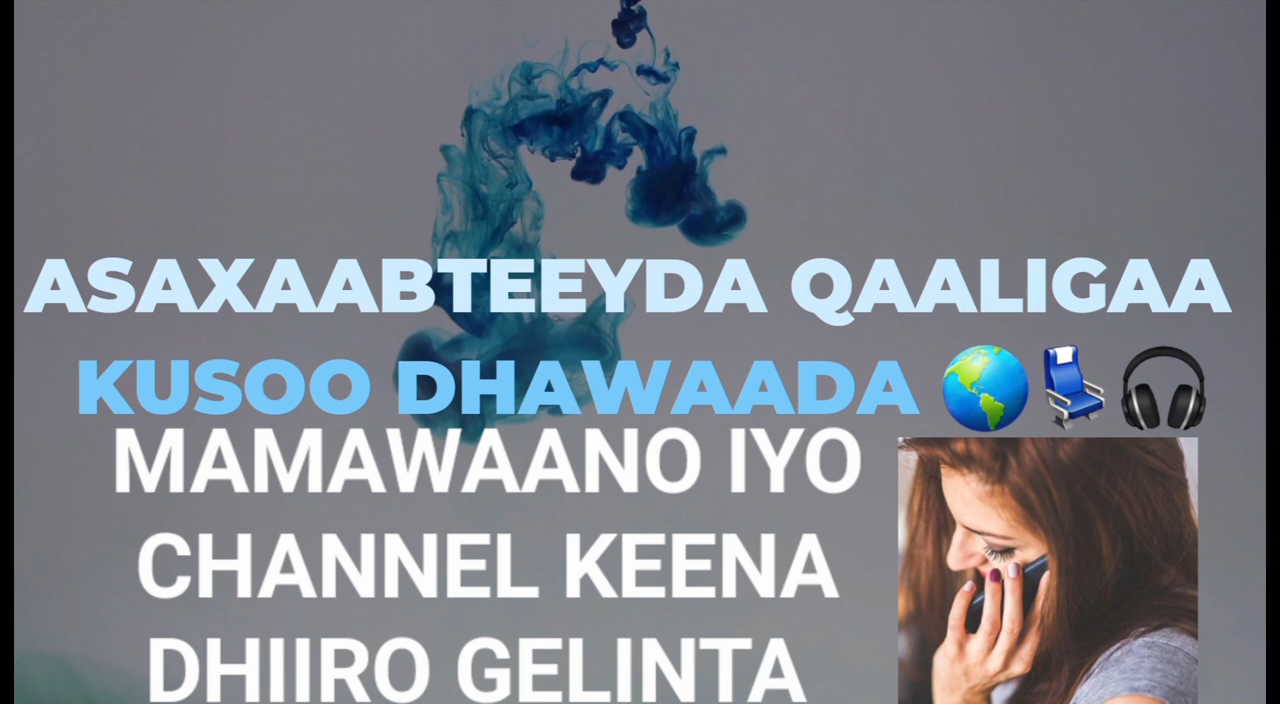 ASAXAABTEEYDA QAALIGAA
KUSOO DHAWAADA 🌎💺🎧
MAMAWAANO IYO
CHANNEL KEENA
DHIIRO GELINTA